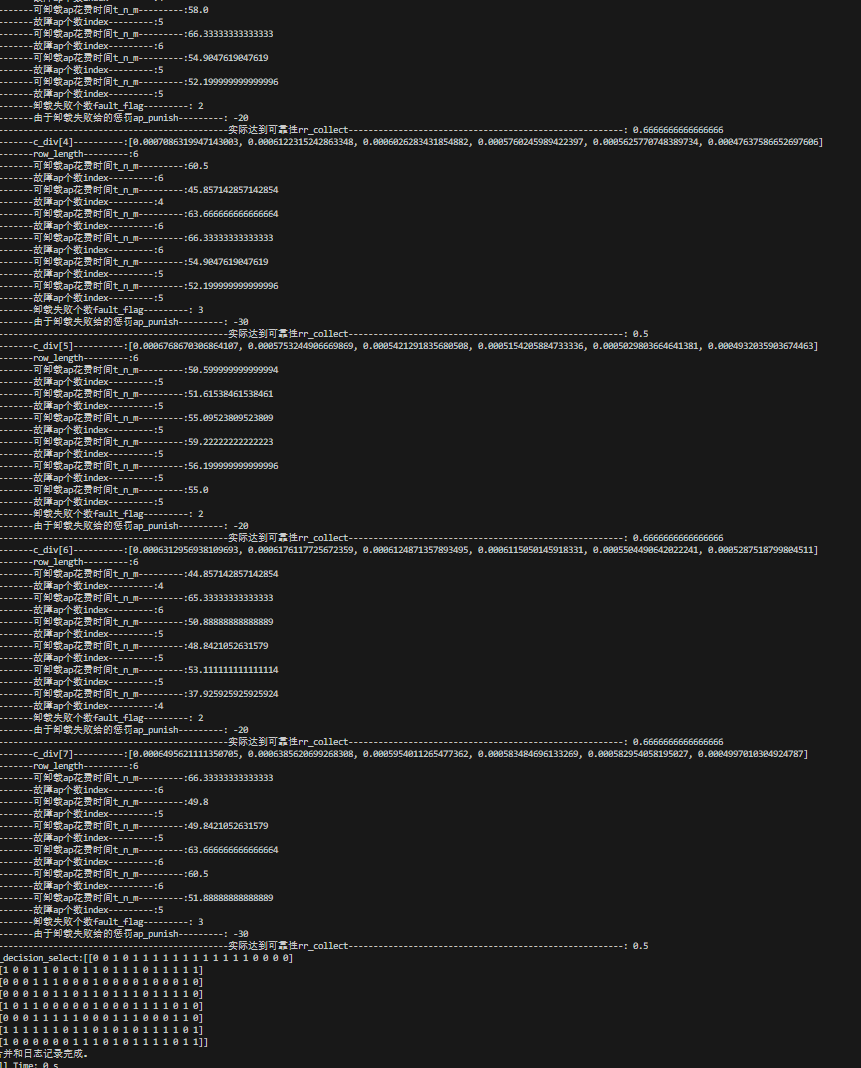 -------可卸载ap花费时间t_n_m---------:58.0
-------故障ap个数index---------:5
-------可卸载ap花费时间t_n_m---------:66.33333333333333
-------故障ap个数index---------:6
-------可卸载ap花费时间t_n_m---------:54.9047619047619
-------故障ap个数index---------:5
-------可卸载ap花费时间t_n_m---------:52.199999999999996
-------故障ap个数index---------:5
-------卸载失败个数fault_flag---------: 2
-------由于卸载失败给的惩罚ap_punish---------: -20
----------------------------------------------实际达到可靠性rr_collect-------------------------------------------------------: 0.6666666666666666
-------c_div[4]----------:[0.0007086319947143003, 0.0006122315242863348, 0.0006026283431854882, 0.0005760245989422397, 0.0005625770748389734, 0.00047637586652697606]
-------row_length---------:6
-------可卸载ap花费时间t_n_m---------:60.5
-------故障ap个数index---------:6
-------可卸载ap花费时间t_n_m---------:45.857142857142854
-------故障ap个数index---------:4
-------可卸载ap花费时间t_n_m---------:63.666666666666664
-------故障ap个数index---------:6
-------可卸载ap花费时间t_n_m---------:66.33333333333333
-------故障ap个数index---------:6
-------可卸载ap花费时间t_n_m---------:54.9047619047619
-------故障ap个数index---------:5
-------可卸载ap花费时间t_n_m---------:52.199999999999996
-------故障ap个数index---------:5
-------卸载失败个数fault_flag---------: 3
-------由于卸载失败给的惩罚ap_punish---------: -30
----------------------------------------------实际达到可靠性rr_collect-------------------------------------------------------: 0.5
-------c_div[5]----------:[0.0006768670306864107, 0.0005753244906669869, 0.0005421291835680508, 0.0005154205884733336, 0.0005029803664641381, 0.0004932035903674463]
-------row_length---------:6
-------可卸载ap花费时间t_n_m---------:50.599999999999994
-------故障ap个数index---------:5
-------可卸载ap花费时间t_n_m---------:51.61538461538461
-------故障ap个数index---------:5
-------可卸载ap花费时间t_n_m---------:55.09523809523809
-------故障ap个数index---------:5
-------可卸载ap花费时间t_n_m---------:59.22222222222223
-------故障ap个数index---------:5
-------可卸载ap花费时间t_n_m---------:56.199999999999996
-------故障ap个数index---------:5
-------可卸载ap花费时间t_n_m---------:55.0
-------故障ap个数index---------:5
-------卸载失败个数fault_flag---------: 2
-------由于卸载失败给的惩罚ap_punish---------: -20
----------------------------------------------实际达到可靠性rr_collect-------------------------------------------------------: 0.6666666666666666
-------c_div[6]----------:[0.0006312956938109693, 0.0006176117725672359, 0.0006124871357893495, 0.0006115050145918331, 0.0005504490642022241, 0.0005287518799804511]
-------row_length---------:6
-------可卸载ap花费时间t_n_m---------:44.857142857142854
-------故障ap个数index---------:4
-------可卸载ap花费时间t_n_m---------:65.33333333333333
-------故障ap个数index---------:6
-------可卸载ap花费时间t_n_m---------:50.88888888888889
-------故障ap个数index---------:5
-------可卸载ap花费时间t_n_m---------:48.8421052631579
-------故障ap个数index---------:5
-------可卸载ap花费时间t_n_m---------:53.111111111111114
-------故障ap个数index---------:5
-------可卸载ap花费时间t_n_m---------:37.925925925925924
-------故障ap个数index---------:4
-------卸载失败个数fault_flag---------: 2
-------由于卸载失败给的惩罚ap_punish---------: -20
----------------------------------------------实际达到可靠性rr_collect-------------------------------------------------------: 0.6666666666666666
-------c_div[7]----------:[0.0006495621111350705, 0.0006385620699268308, 0.0005954011265477362, 0.000583484696133269, 0.000582954058195027, 0.0004997010304924787]
-------row_length---------:6
-------可卸载ap花费时间t_n_m---------:66.33333333333333
-------故障ap个数index---------:6
-------可卸载ap花费时间t_n_m---------:49.8
-------故障ap个数index---------:5
-------可卸载ap花费时间t_n_m---------:49.8421052631579
-------故障ap个数index---------:5
-------可卸载ap花费时间t_n_m---------:63.666666666666664
-------故障ap个数index---------:6
-------可卸载ap花费时间t_n_m---------:60.5
-------故障ap个数index---------:6
-------可卸载ap花费时间t_n_m---------:51.88888888888889
-------故障ap个数index---------:5
-------卸载失败个数fault_flag---------: 3
-------由于卸载失败给的惩罚ap_punish---------: -30
----------------------------------------------实际达到可靠性rr_collect-------------------------------------------------------: 0.5
_decision_select:[[0 0 1 0 1 1 1 1 1 1 1 1 1 1 1 1 0 0 0 0]
[1 0 0 1 1 0 1 0 1 1 0 1 1 1 0 1 1 1 1 1]
[0 0 0 1 1 1 0 0 0 1 0 0 0 0 1 0 0 0 1 0]
[0 0 0 1 0 1 1 0 1 1 0 1 1 1 0 1 1 1 1 0]
[1 0 1 1 0 0 0 0 0 1 0 0 0 1 1 1 1 0 1 0]
[0 0 0 1 1 1 1 1 0 0 1 1 1 0 0 0 1 1 0]
[1 1 1 1 1 1 0 1 1 0 1 0 1 0 1 1 1 1 0 1]
[1 0 0 0 0 0 0 1 1 1 0 1 0 1 1 1 1 0 1 1]]
并和日志记录完成。
l] Time: 0 s